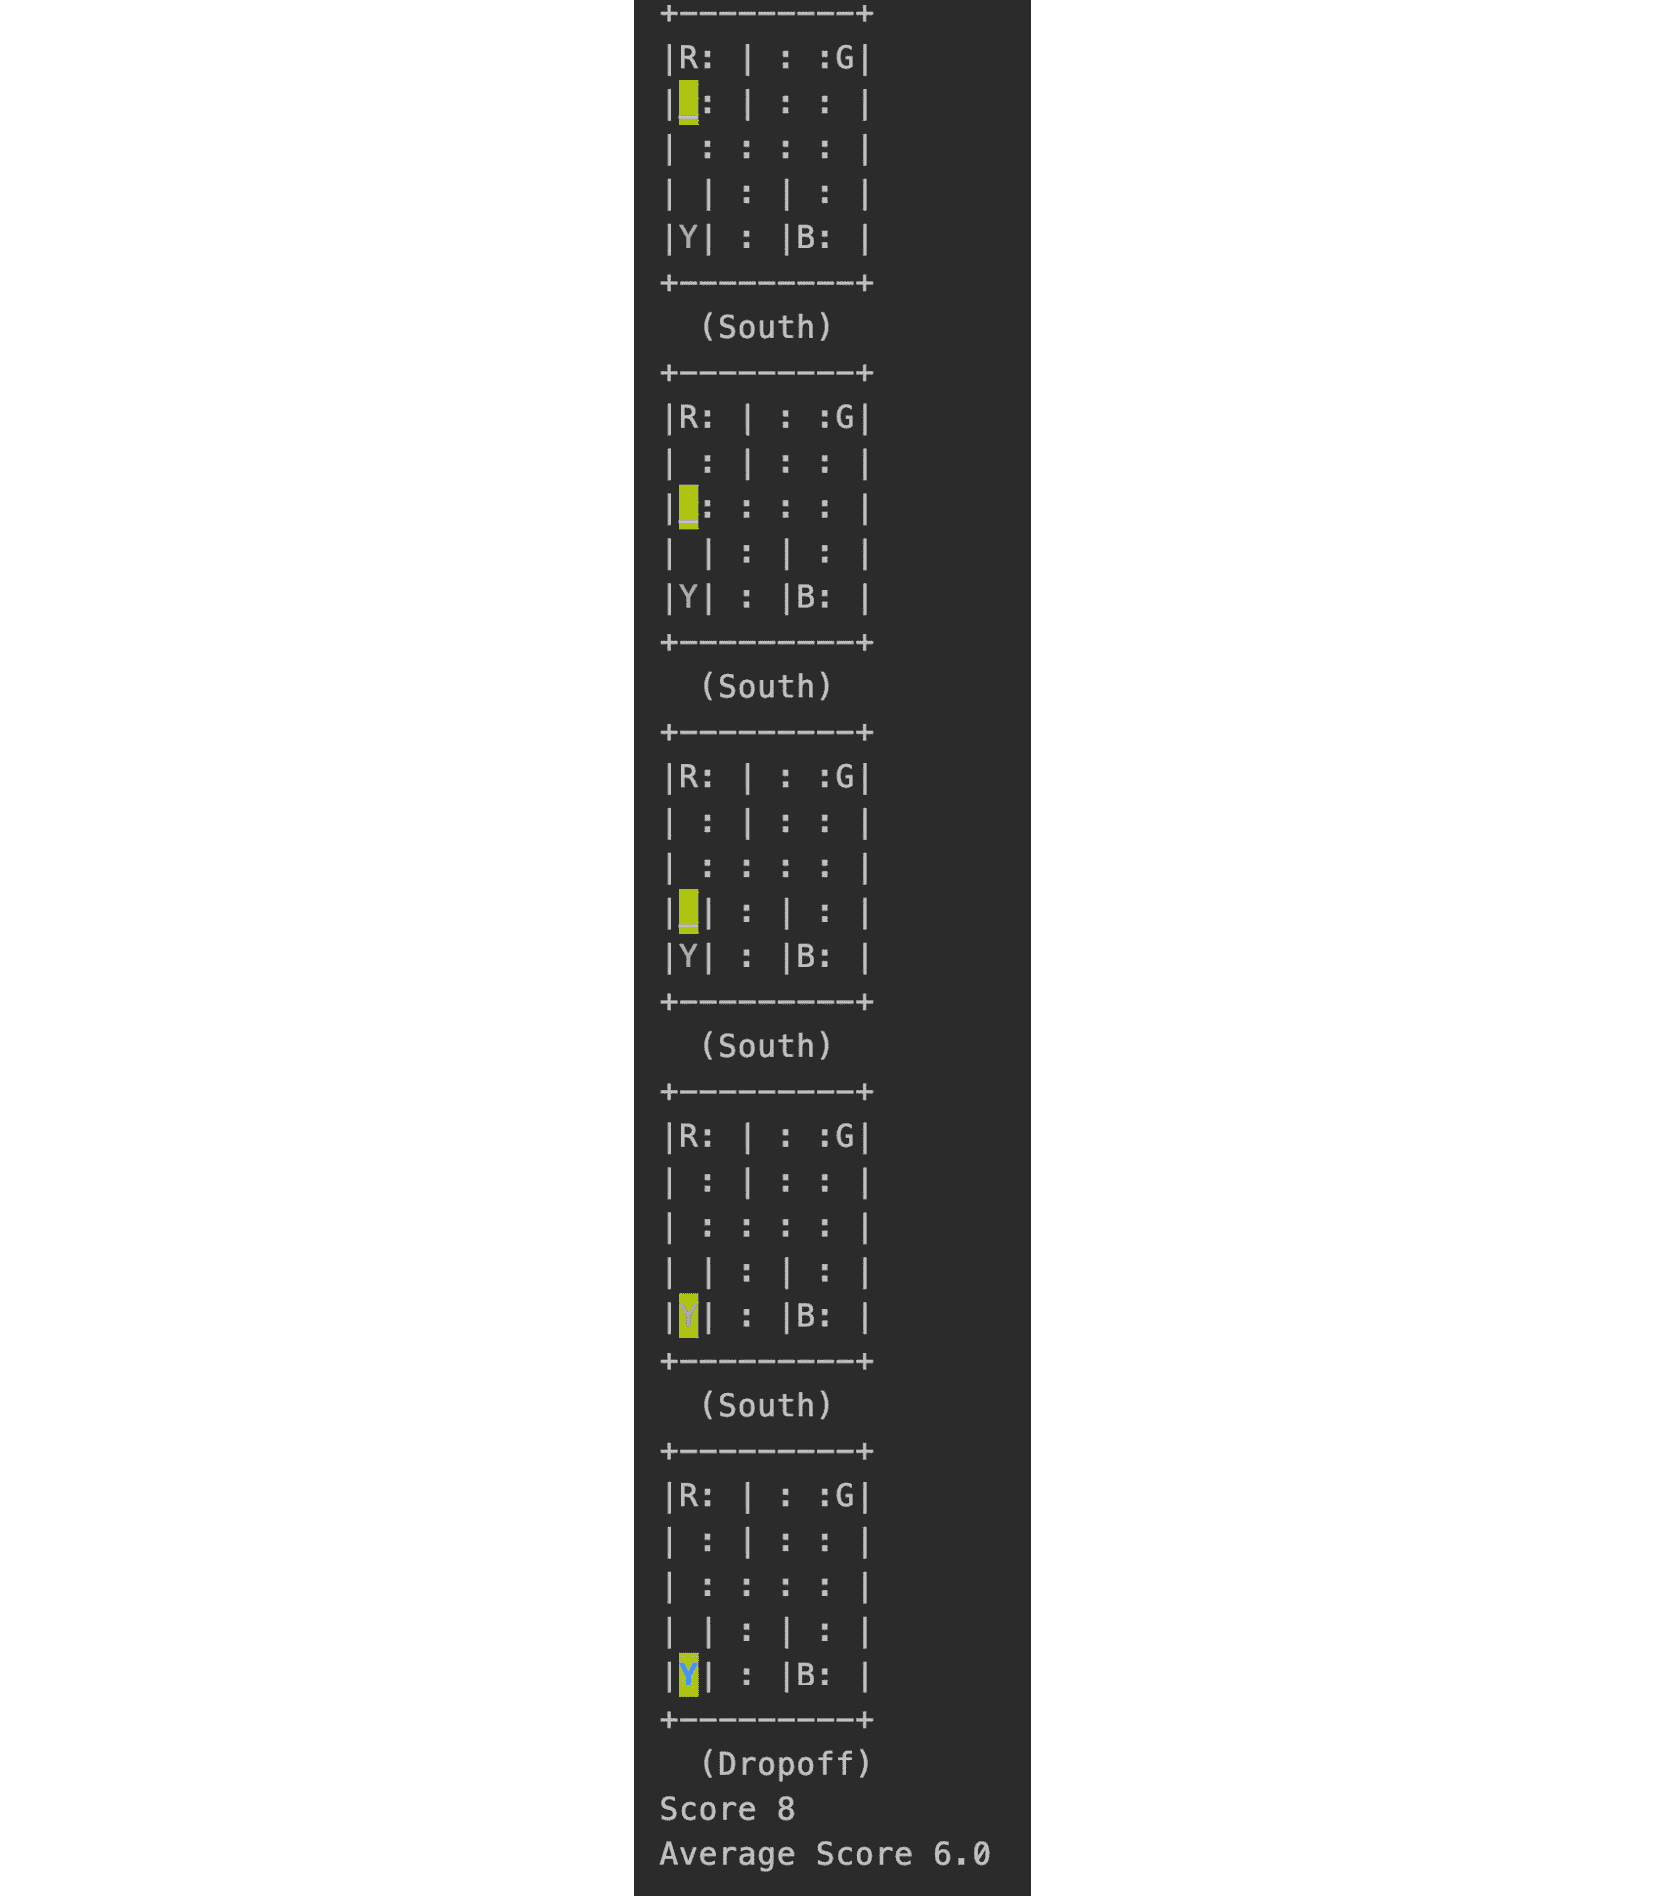 +---------+
|R: | : :G|
|_: | : : |
| : : : : |
| | : | : |
|Y| : |B: |
+---------+
  (South)
+---------+
|R: | : :G|
| : | : : |
|_: : : : |
| | : | : |
|Y| : |B: |
+---------+
  (South)
+---------+
|R: | : :G|
| : | : : |
| : : : : |
|_| : | : |
|Y| : |B: |
+---------+
  (South)
+---------+
|R: | : :G|
| : | : : |
| : : : : |
| | : | : |
|Y| : |B: |
+---------+
  (South)
+---------+
|R: | : :G|
| : | : : |
| : : : : |
| | : | : |
|Y| : |B: |
+---------+
  (Dropoff)
Score 8
Average Score 6.0